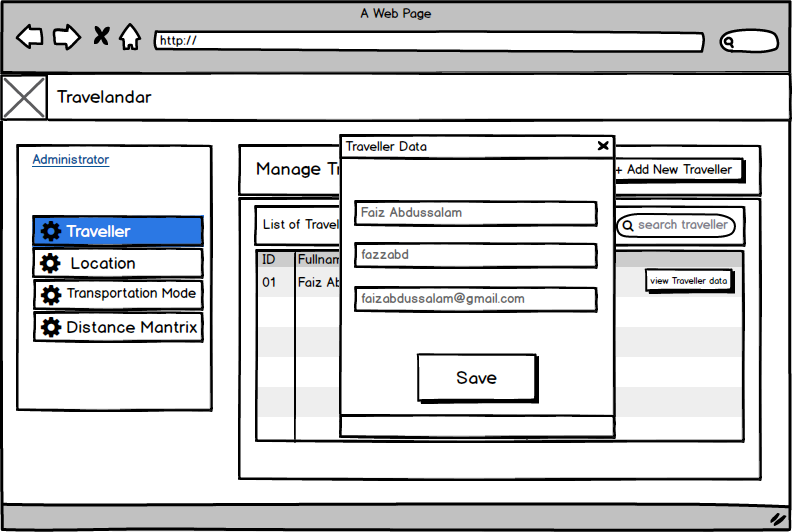 A Web Page
http://
Travelandar
Administrator
Traveller
Location
Transportation Mode
Distance Mantrix
Manage Tr
+ Add New Traveller
List of Travel
search traveller
ID Fullnam
01 Faiz Ab
view Traveller data
Traveller Data
Faiz Abdussalam
fazzabd
faizabdussalam@gmail.com
Save